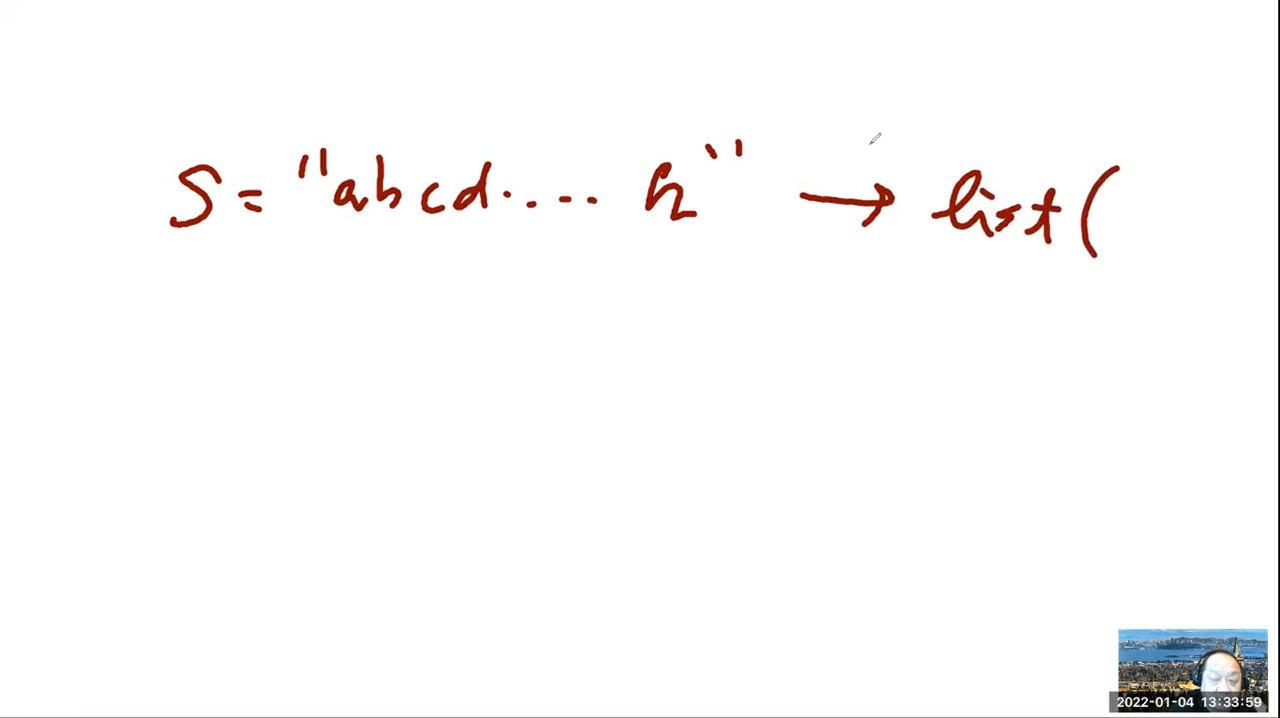 S = "abcd..... z" → list (
2022-01-04 13:33:59